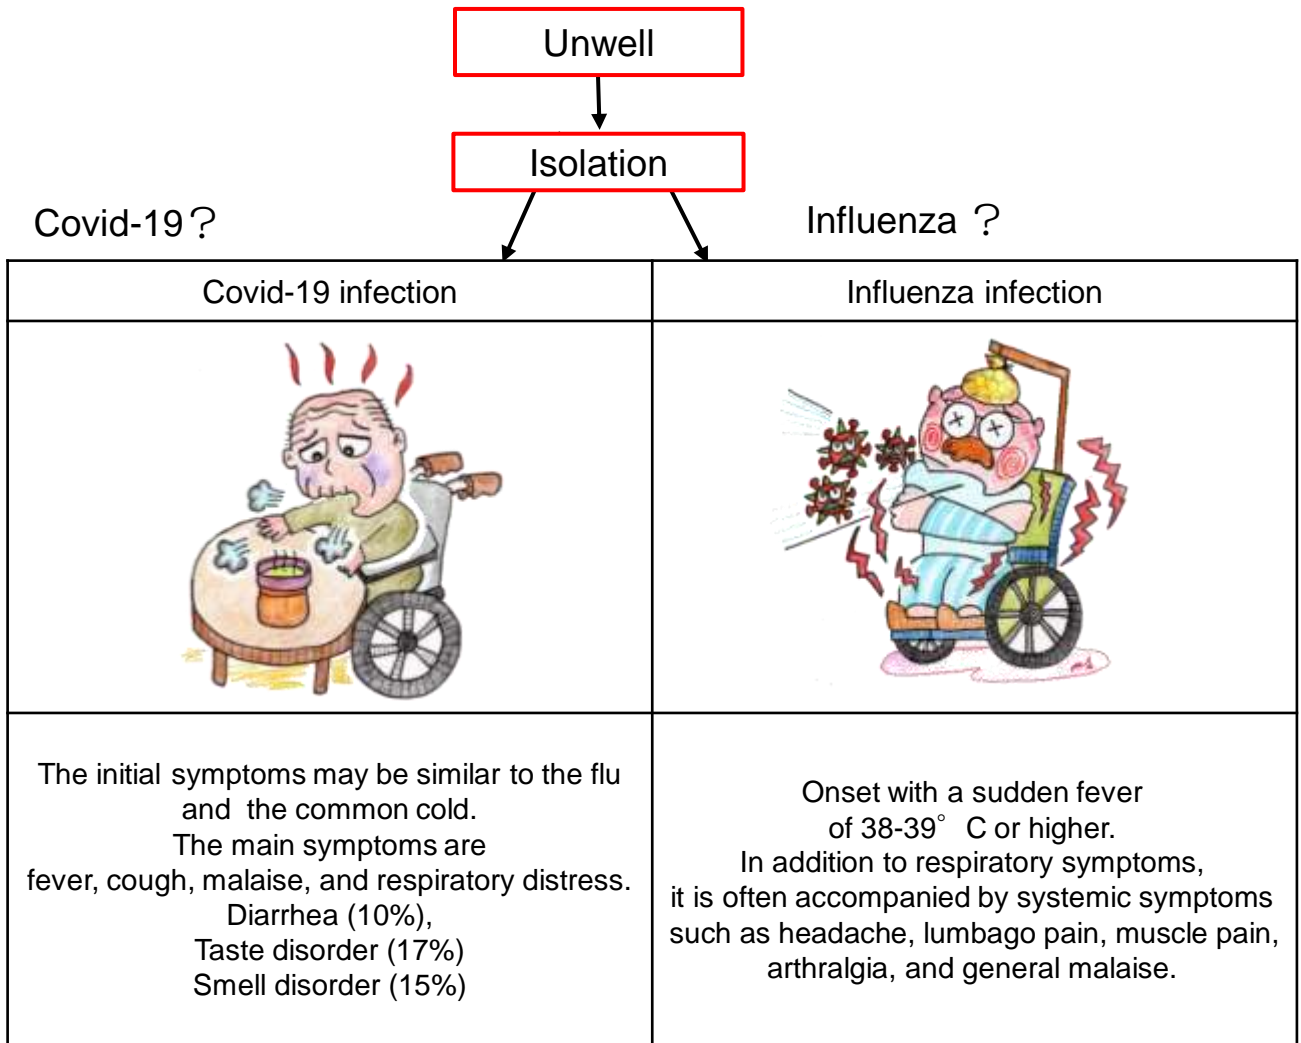 Unwell
Isolation
Covid-19？
Influenza ？
Covid-19 infection
Influenza infection
The initial symptoms may be similar to the flu
and the common cold.
The main symptoms are
fever, cough, malaise, and respiratory distress.
Diarrhea (10%),
Taste disorder (17%)
Smell disorder (15%)
Onset with a sudden fever
of 38-39° C or higher.
In addition to respiratory symptoms,
it is often accompanied by systemic symptoms
such as headache, lumbago pain, muscle pain,
arthralgia, and general malaise.